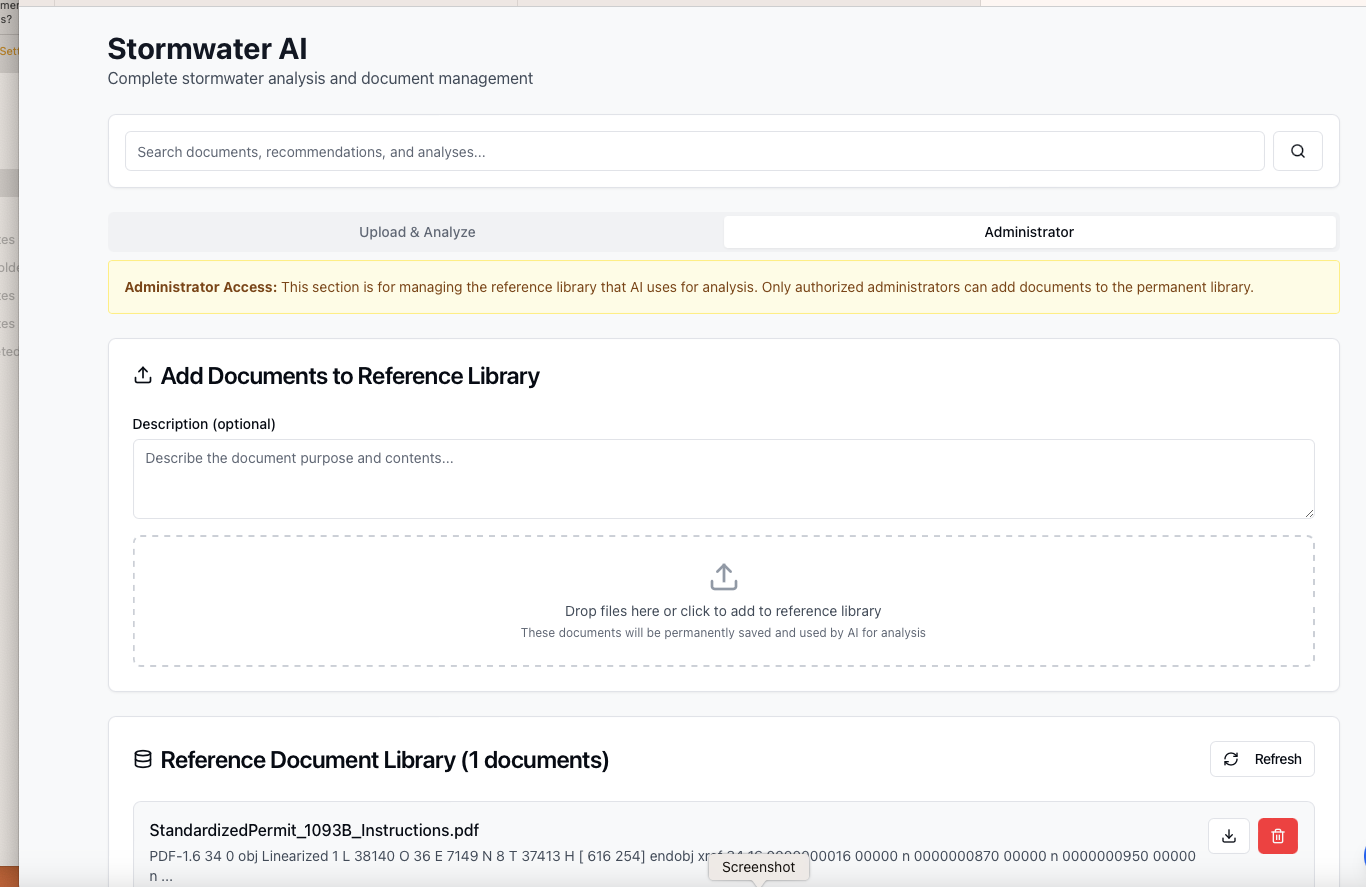 s?
Stormwater AI
Complete stormwater analysis and document management
Search documents, recommendations, and analyses...
Upload & Analyze
Administrator
Administrator Access: This section is for managing the reference library that AI uses for analysis. Only authorized administrators can add documents to the permanent library.
Add Documents to Reference Library
Description (optional)
Describe the document purpose and contents...
Drop files here or click to add to reference library
These documents will be permanently saved and used by AI for analysis
Reference Document Library (1 documents)
Refresh
StandardizedPermit_1093B_Instructions.pdf
PDF-1.6 34 0 obj Linearized 1 L 38140 O 36 E 7149 N 8 T 37413 H [ 616 254] endobj xref 34 16 0000000016 00000 n 0000000870 00000 n 0000000950 00000
n ...
Screenshot